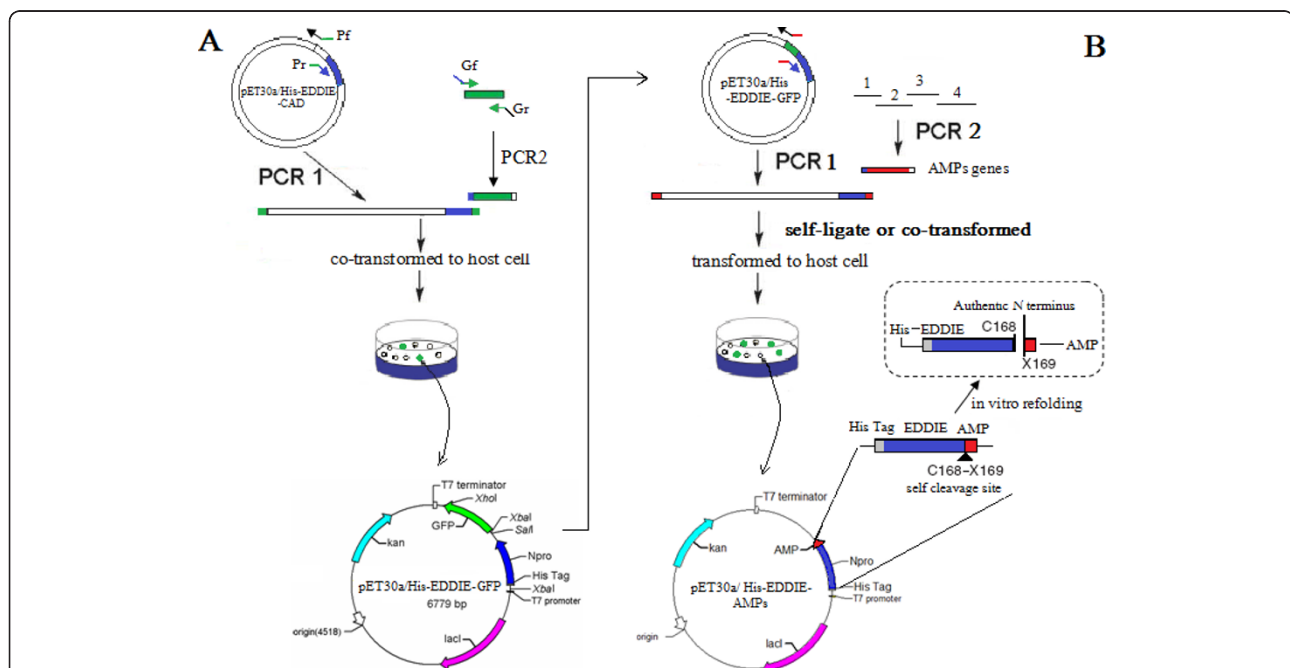 A
Pf
Pr
pET30a/His-EDDIE
-CAD
Gf
Gr
PCR 1
PCR2
co-transformed to host cell
T7 terminator
XhoI
GFP
XbaI
SalI
kan
Npro
His Tag
XbaI
T7 promoter
pET30a/His-EDDIE-GFP
6779 bp
origin(4518)
lacI
B
pET30a/His
-EDDIE-GFP
1
2
3
4
PCR 1
PCR 2
AMPs genes
self-ligate or co-transformed
transformed to host cell
Authentic N terminus
His
EDDIE
C168
AMP
X169
in vitro refolding
His Tag
EDDIE
AMP
C168-X169
self cleavage site
T7 terminator
AMP
kan
Npro
His Tag
T7 promoter
pET30a/ His-EDDIE-
AMPs
origin
lacI